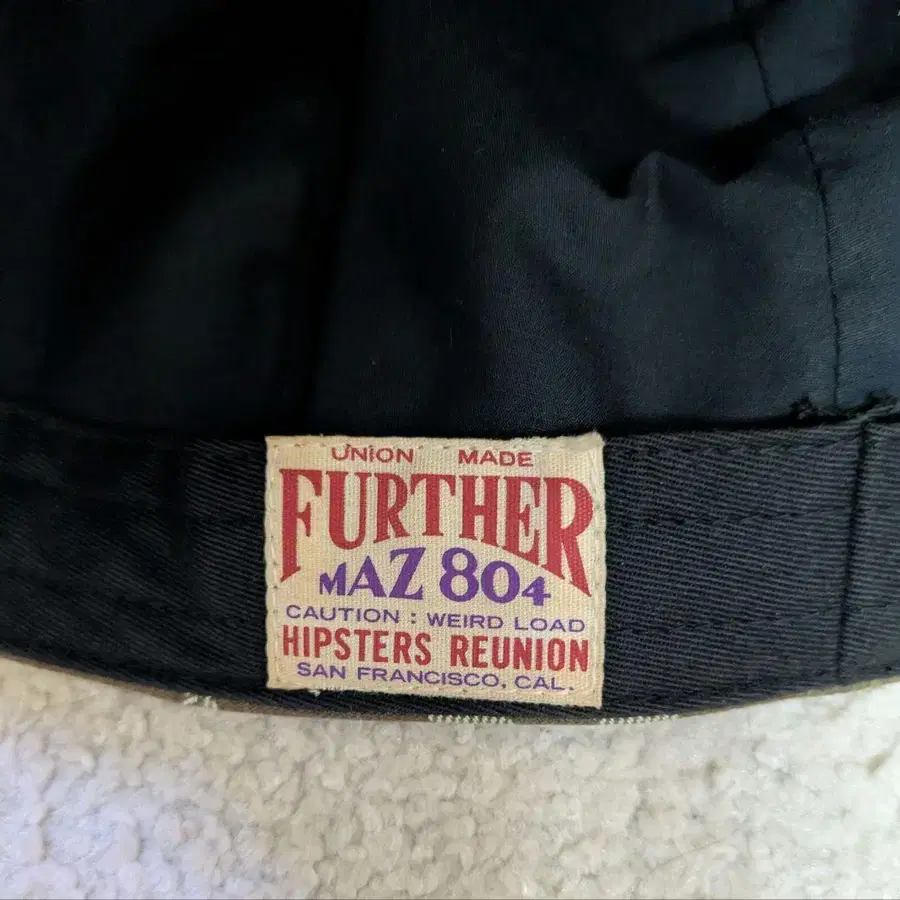 UNION MADE
FURTHER
MAZ 804
CAUTION : WEIRD LOAD
HIPSTERS REUNION
SAN FRANCISCO, CAL.